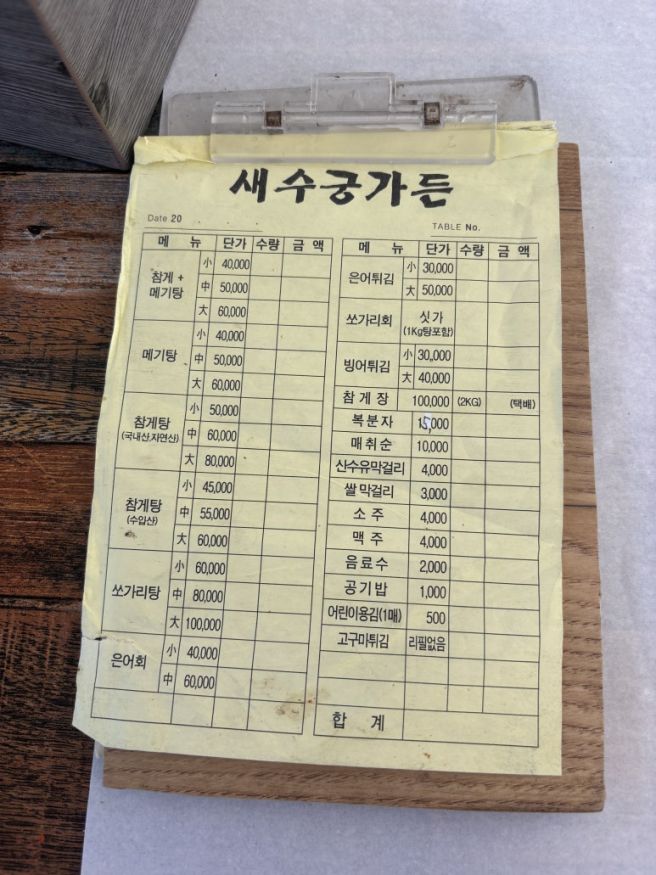 새수궁가든
Date 20
TABLE No.
메 뉴 단가 수량 금 액
참게 + 메기탕 小 40,000
中 50,000
大 60,000
메기탕 小 40,000
中 50,000
大 60,000
참게탕 (국내산,자연산) 小 50,000
中 60,000
大 80,000
참게탕 (수입산) 小 45,000
中 55,000
大 60,000
쏘가리탕 小 60,000
中 80,000
大 100,000
은어회 小 40,000
中 60,000
메 뉴 단가 수량 금 액
은어튀김 小 30,000
大 50,000
쏘가리회 싯가
(1Kg탕포함)
빙어튀김 小 30,000
大 40,000
참 게 장 100,000 (2KG) (택배)
복 분 자 15,000
매 취 순 10,000
산수유막걸리 4,000
쌀 막걸리 3,000
소 주 4,000
맥 주 4,000
음 료 수 2,000
공 기 밥 1,000
어린이용김(1매) 500
고구마튀김 리필없음
합 계